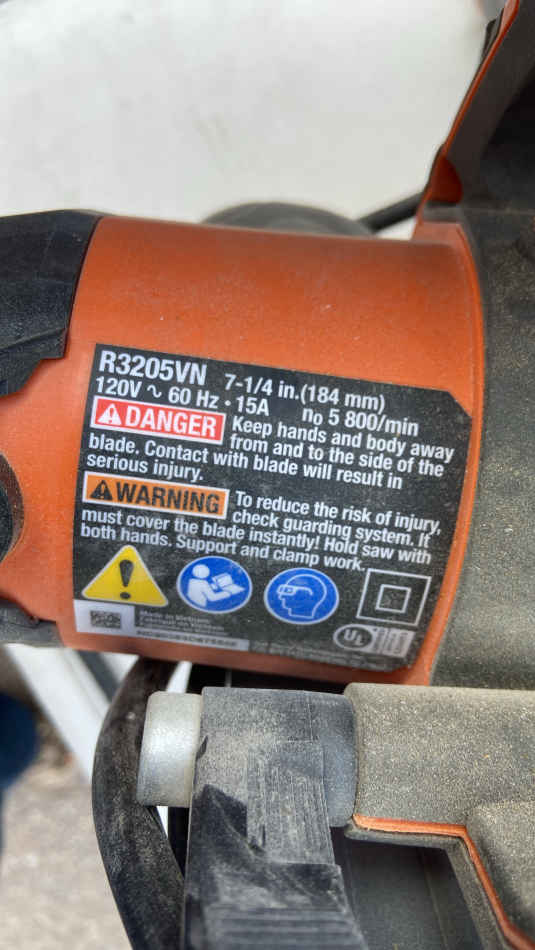 R3205VN 7-1/4 in.(184 mm)
120V ~ 60 Hz • 15A n₀ 5 800/min
DANGER Keep hands and body away
from and to the side of the
blade. Contact with blade will result in
serious injury.
WARNING To reduce the risk of injury,
check guarding system. It
must cover the blade instantly! Hold saw with
both hands. Support and clamp work.
Made in Vietnam
UL